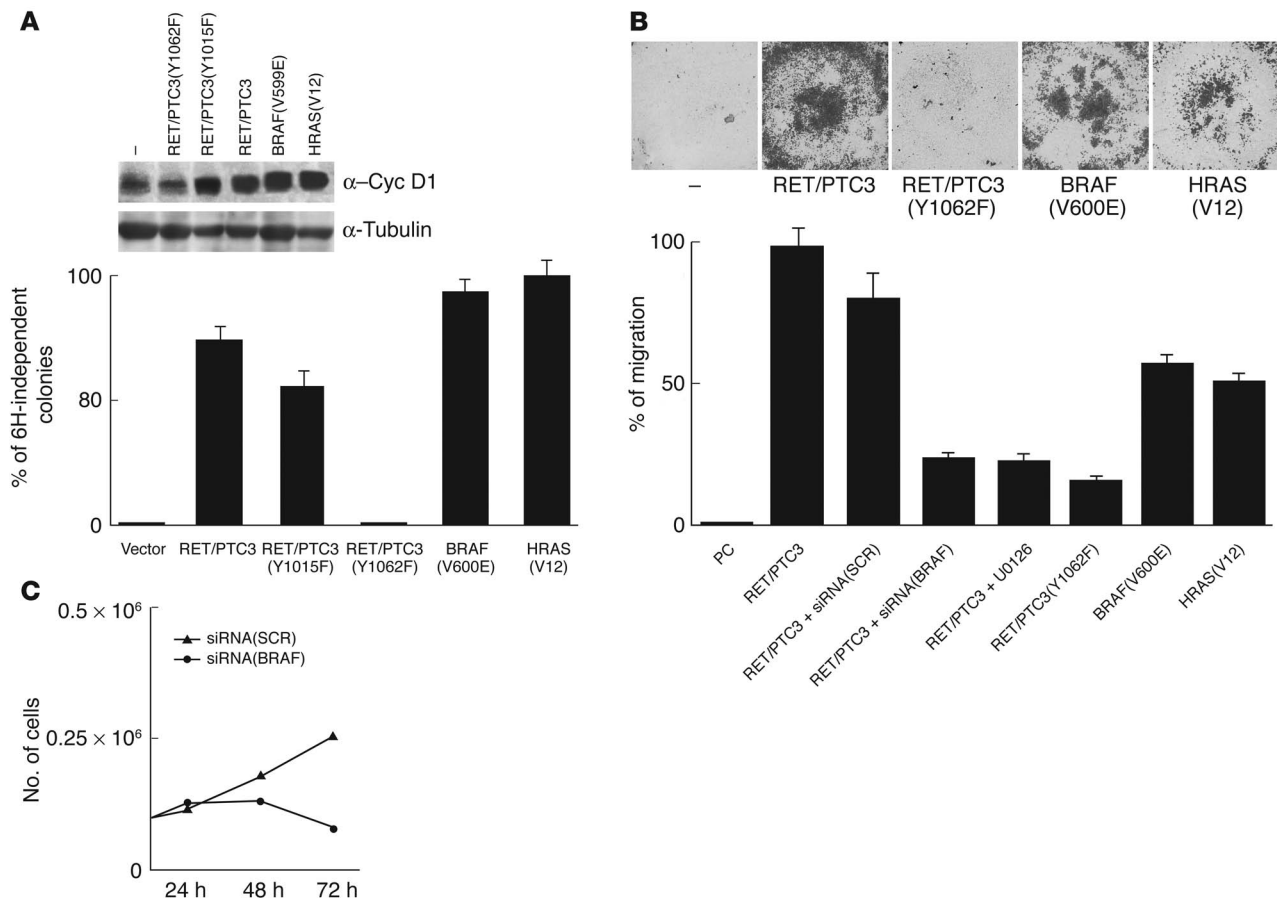 A
–
RET/PTC3(Y1062F)
RET/PTC3(Y1015F)
RET/PTC3
BRAF(V599E)
HRAS(V12)
α–Cyc D1
α-Tubulin
% of 6H-independent
colonies
100
80
0
Vector
RET/PTC3
RET/PTC3
(Y1015F)
RET/PTC3
(Y1062F)
BRAF
(V600E)
HRAS
(V12)
B
–
RET/PTC3
RET/PTC3
(Y1062F)
BRAF
(V600E)
HRAS
(V12)
% of migration
100
50
0
PC
RET/PTC3
RET/PTC3 + siRNA(SCR)
RET/PTC3 + siRNA(BRAF)
RET/PTC3 + U0126
RET/PTC3(Y1062F)
BRAF(V600E)
HRAS(V12)
C
No. of cells
0.5 × 10⁶
0.25 × 10⁶
0
siRNA(SCR)
siRNA(BRAF)
24 h
48 h
72 h